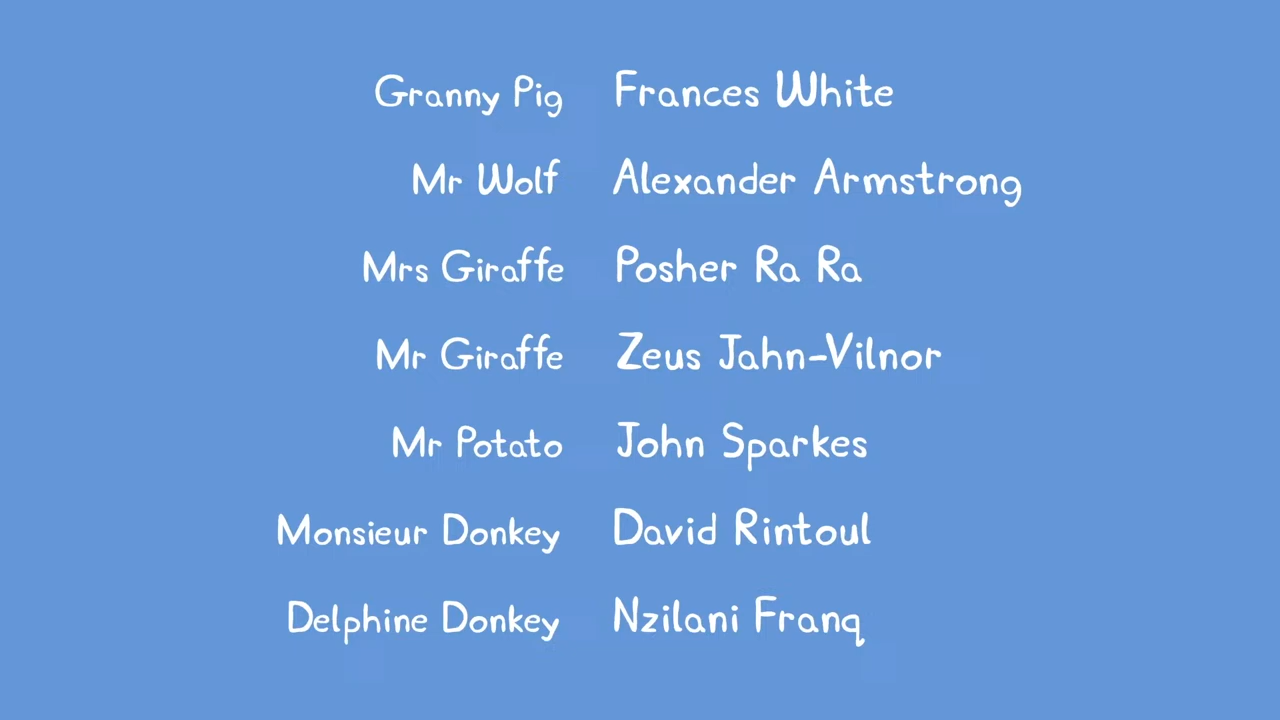 Granny Pig Frances White
Mr Wolf Alexander Armstrong
Mrs Giraffe Posher Ra Ra
Mr Giraffe Zeus Jahn-Vilnor
Mr Potato John Sparkes
Monsieur Donkey David Rintoul
Delphine Donkey Nzilani Franq